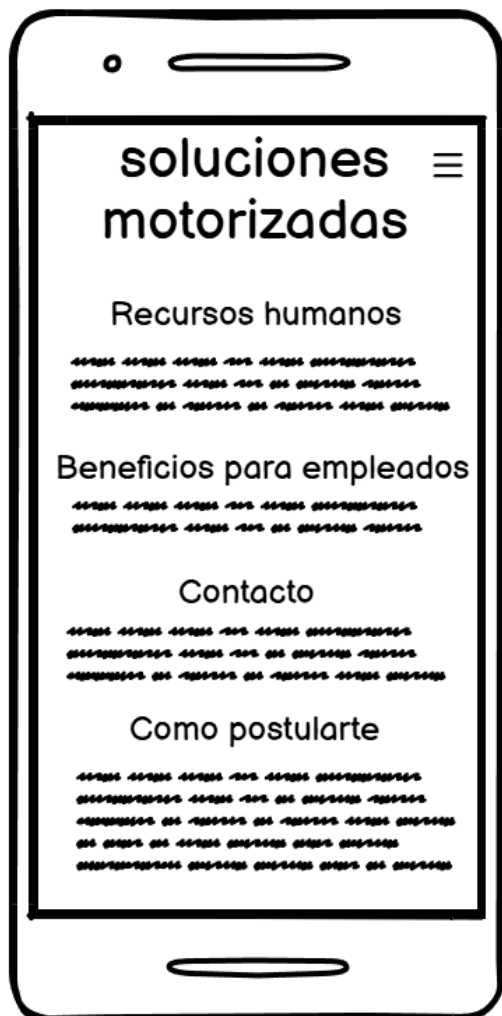 soluciones
motorizadas
Recursos humanos
Beneficios para empleados
Contacto
Como postularte